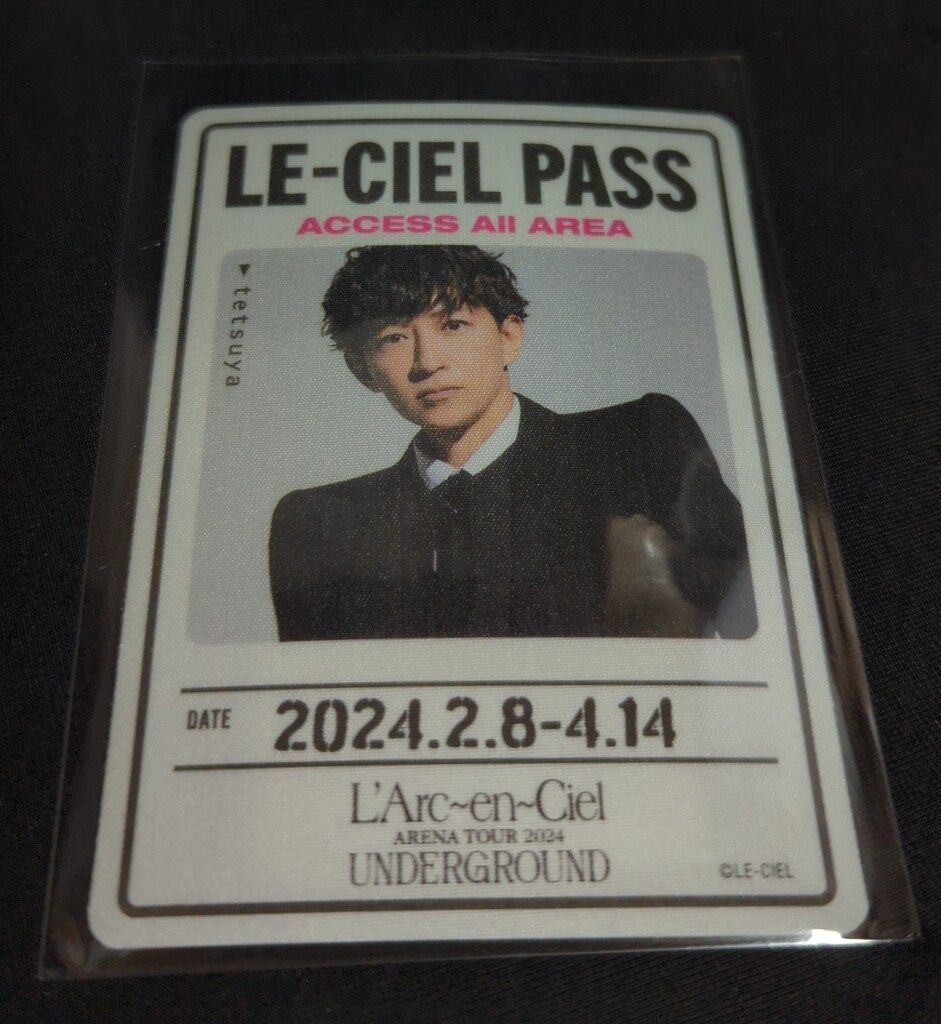 LE-CIEL PASS
ACCESS All AREA
▶tetsuya
DATE 2024.2.8-4.14
L'Arc~en~Ciel
ARENA TOUR 2024
UNDERGROUND
©LE-CIEL